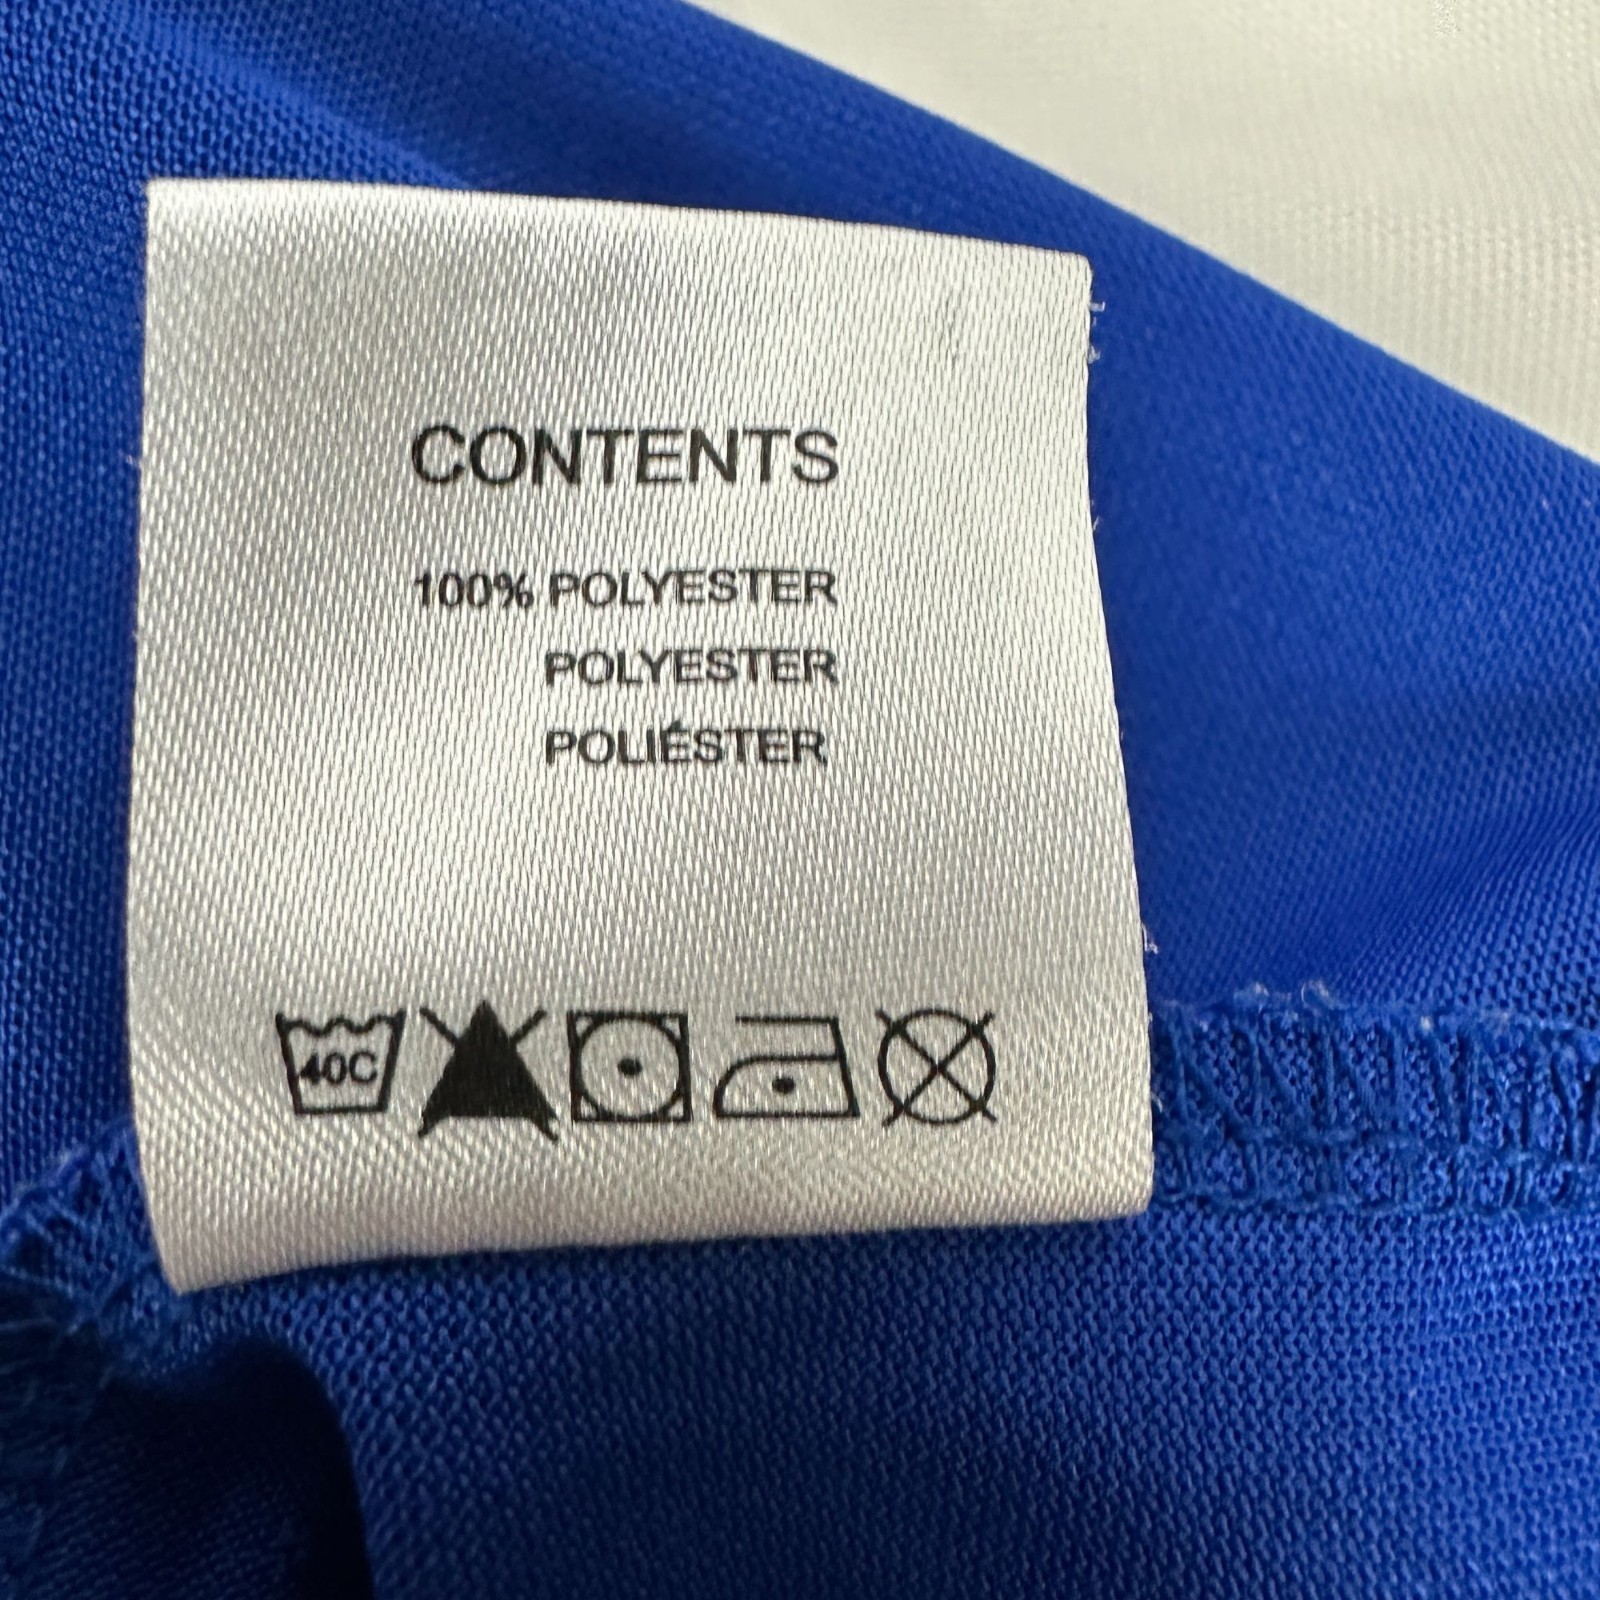 CONTENTS
100% POLYESTER
POLYESTER
POLIÉSTER
40C